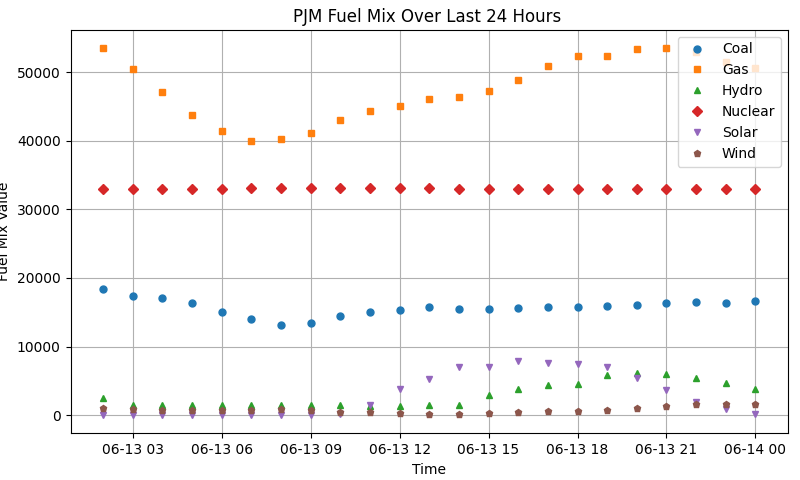 PJM Fuel Mix Over Last 24 Hours
Coal
Gas
Hydro
Nuclear
Solar
Wind
50000
40000
30000
20000
10000
0
Fuel Mix Value
06-13 03 06-13 06 06-13 09 06-13 12 06-13 15 06-13 18 06-13 21 06-14 00
Time